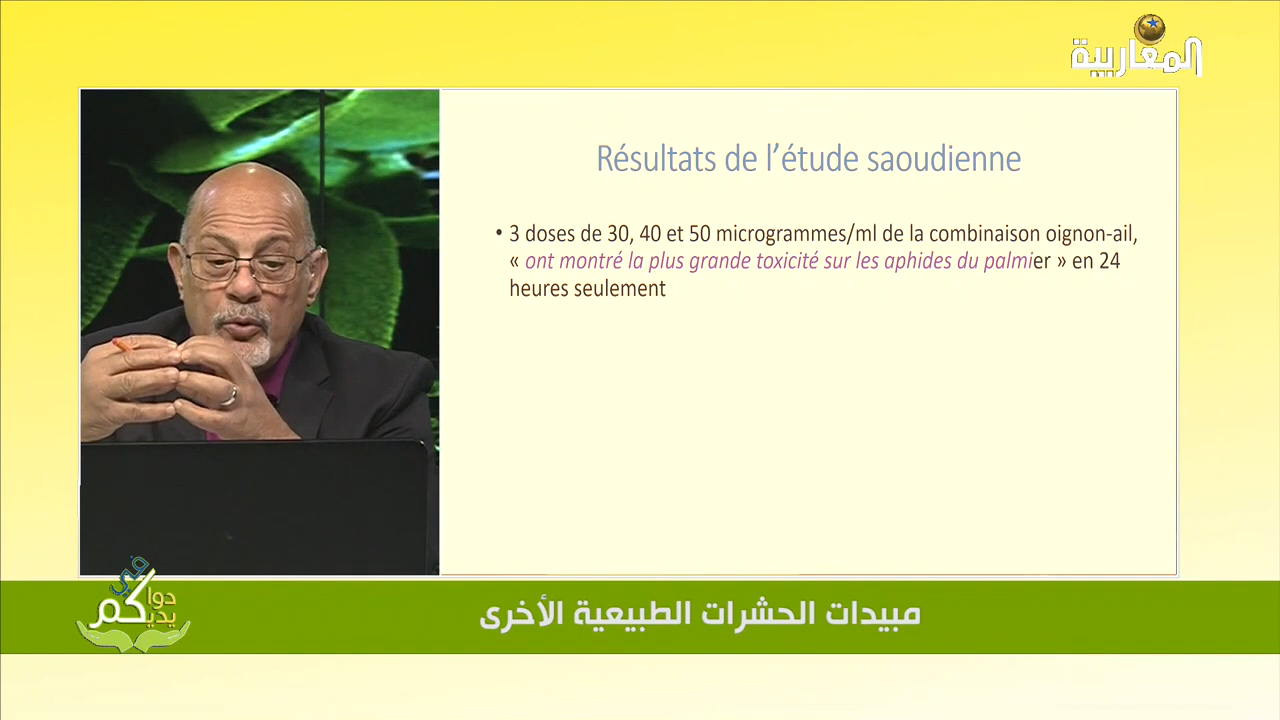 المغاربية
Résultats de l’étude saoudienne
• 3 doses de 30, 40 et 50 microgrammes/ml de la combinaison oignon-ail,
« ont montré la plus grande toxicité sur les aphides du palmier » en 24
heures seulement
دوا في
يديكم
مبيدات الحشرات الطبيعية الأخرى